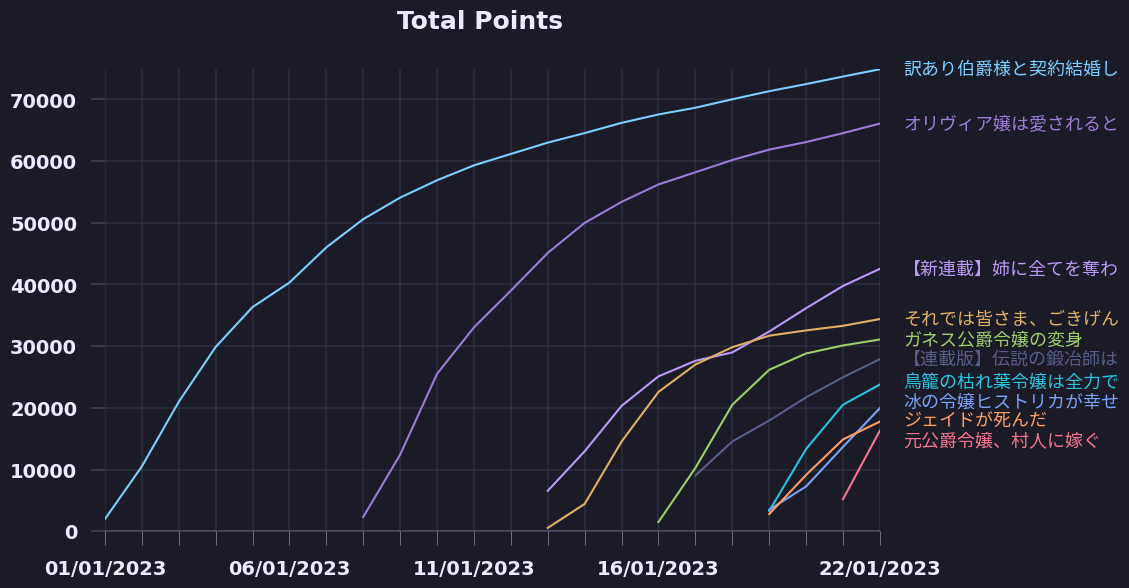 Total Points
訳あり伯爵様と契約結婚し
70000
オリヴィア嬢は愛されると
60000
50000
【新連載】姉に全てを奪わ
40000
それでは皆さま、ごきげん
ガネス公爵令嬢の変身
30000
【連載版】伝説の鍛冶師は
鳥籠の枯れ葉令嬢は全力で
冰の令嬢ヒストリカが幸せ
20000
ジェイドが死んだ
元公爵令嬢、村人に嫁ぐ
10000
0
01/01/2023 06/01/2023 11/01/2023 16/01/2023 22/01/2023